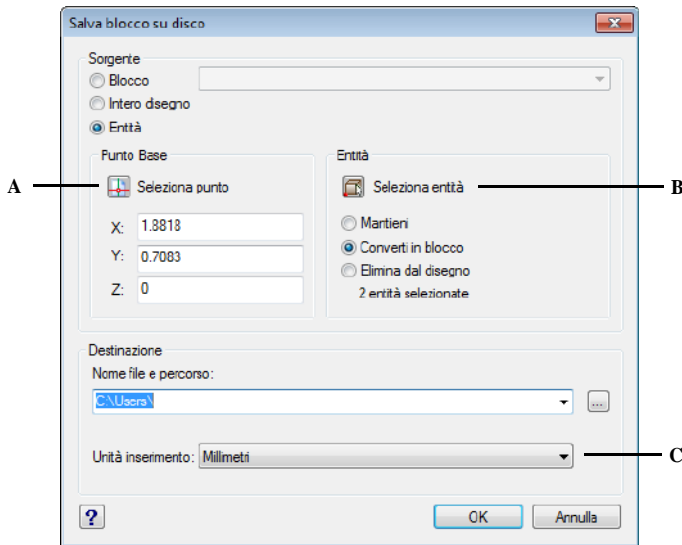 Salva blocco su disco
Sorgente
Blocco
Intero disegno
Entità
Punto Base
Seleziona punto
X: 1.8818
Y: 0.7083
Z: 0
Entità
Seleziona entità
Mantieni
Converti in blocco
Elimina dal disegno
2 entità selezionate
A
B
Destinazione
Nome file e percorso:
C:\Users\
...
Unità inserimento: Millimetri
C
?
OK
Annulla